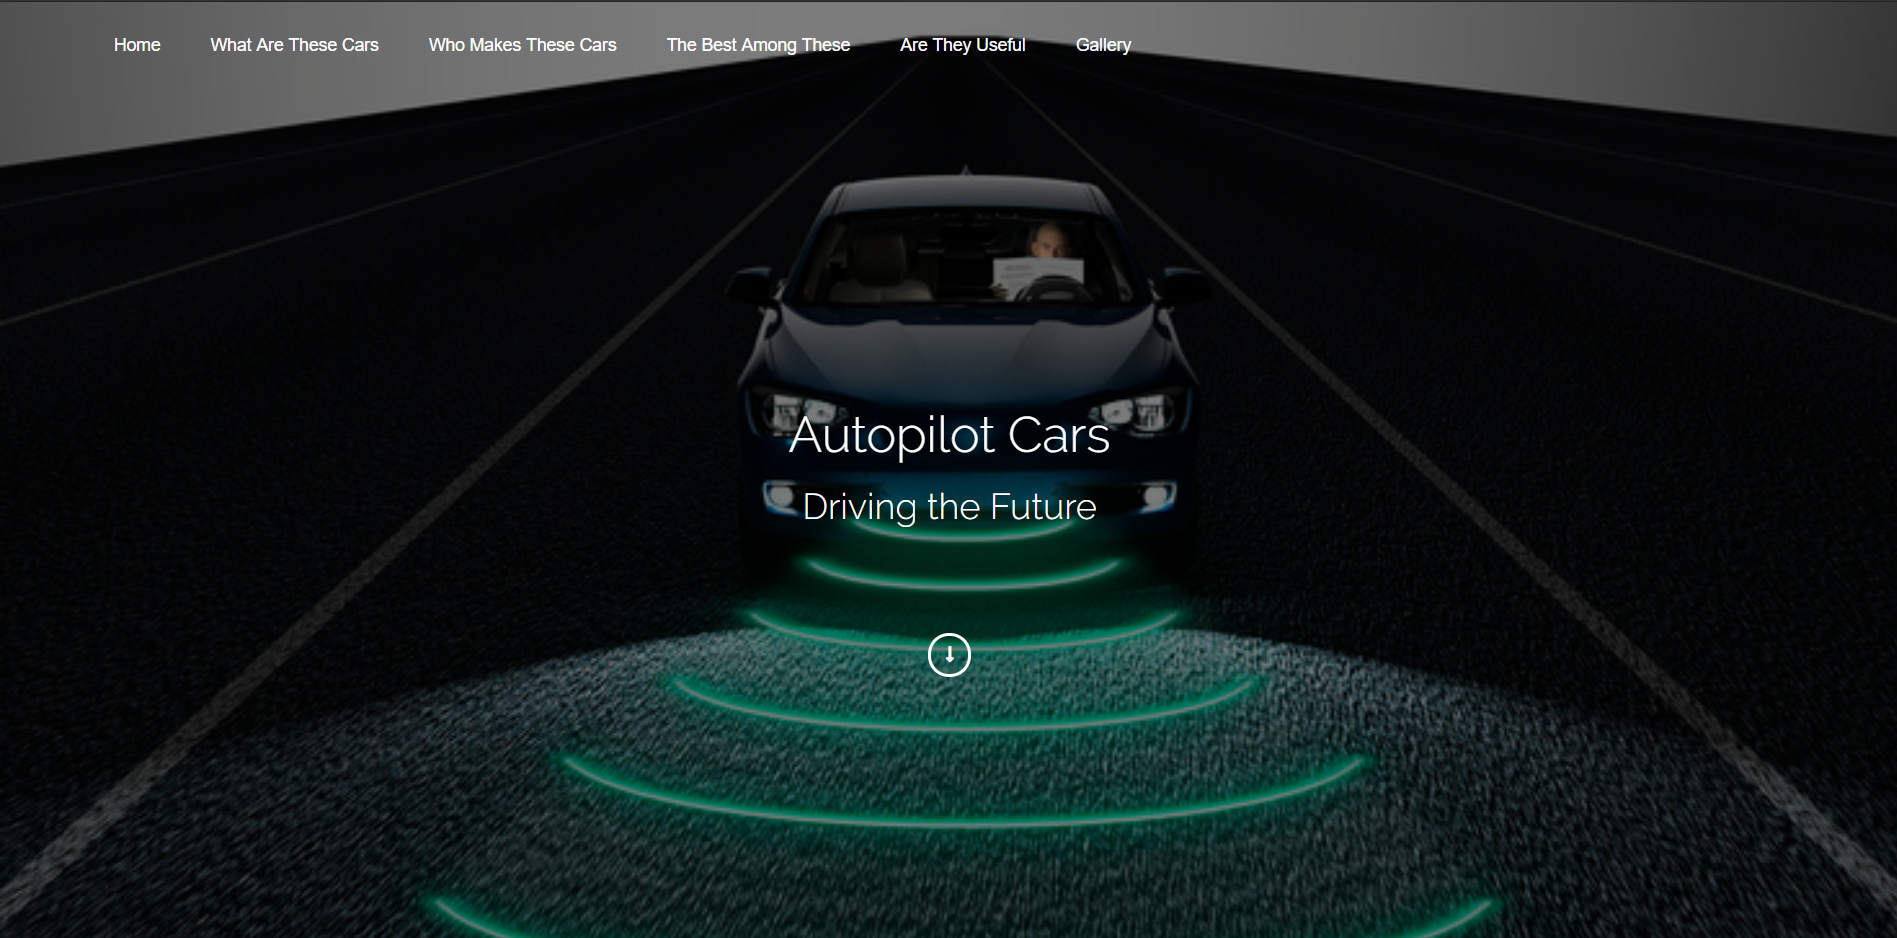 Home What Are These Cars Who Makes These Cars The Best Among These Are They Useful Gallery
Autopilot Cars
Driving the Future